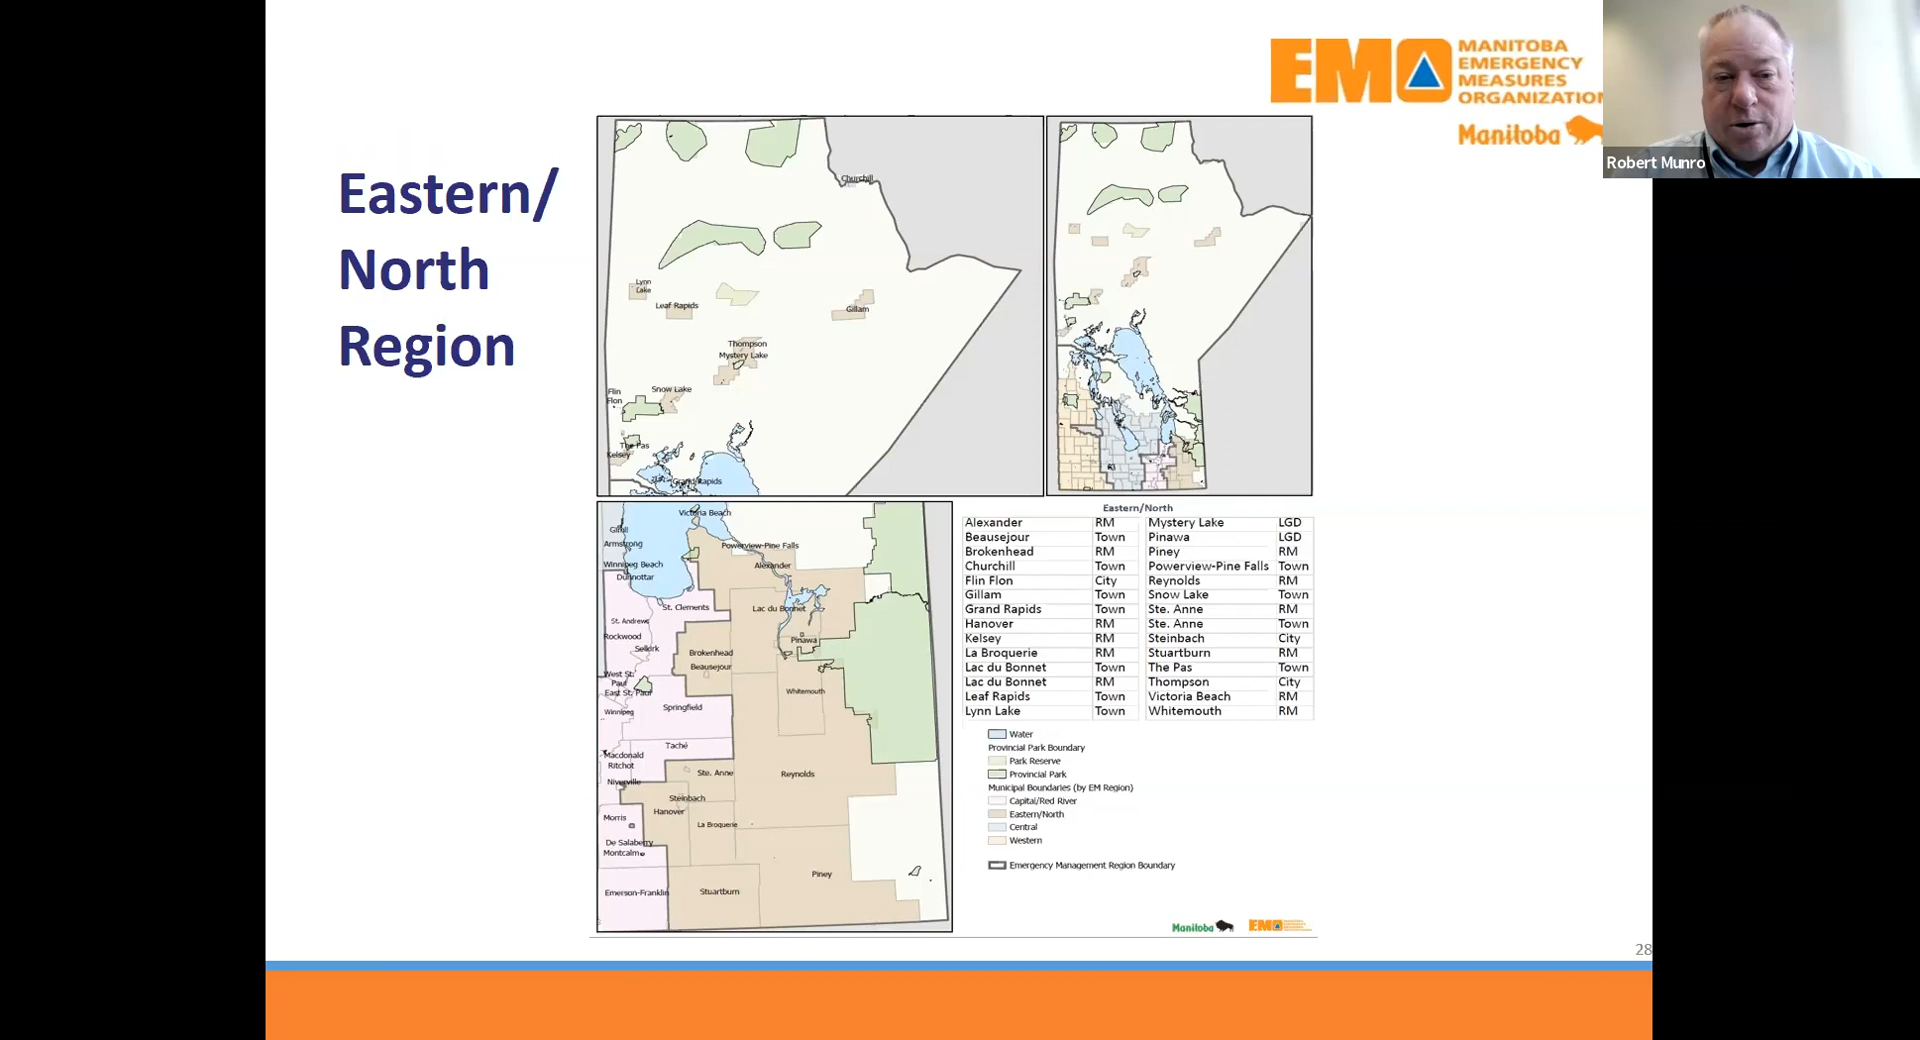 EMO
MANITOBA
EMERGENCY
MEASURES
ORGANIZATION
Manitoba
Robert Munro
Eastern/
North
Region
Churchill
Lynn
Lake
Leaf Rapids
Gillam
Thompson
Mystery Lake
Snow Lake
Flin
Flon
The Pas
Kelsey
Grand Rapids
Victoria Beach
Gimli
Armstrong
Powerview-Pine Falls
Winnipeg Beach
Alexander
Dunnottar
St. Clements
Lac du Bonnet
St. Andrews
Rockwood
Selkirk
Pinawa
Brokenhead
Beausejour
West St.
Paul
East St. Paul
Whitemouth
Springfield
Winnipeg
Taché
Macdonald
Ritchot
Ste. Anne
Reynolds
Niverville
Steinbach
Hanover
Morris
La Broquerie
De Salaberry
Montcalm
Piney
Emerson-Franklin
Stuartburn
Eastern/North
Alexander RM Mystery Lake LGD
Beausejour Town Pinawa LGD
Brokenhead RM Piney RM
Churchill Town Powerview-Pine Falls Town
Flin Flon City Reynolds RM
Gillam Town Snow Lake Town
Grand Rapids Town Ste. Anne RM
Hanover RM Ste. Anne Town
Kelsey RM Steinbach City
La Broquerie RM Stuartburn RM
Lac du Bonnet Town The Pas Town
Lac du Bonnet RM Thompson City
Leaf Rapids Town Victoria Beach RM
Lynn Lake Town Whitemouth RM
Water
Provincial Park Boundary
Park Reserve
Provincial Park
Municipal Boundaries (by EM Region)
Capital/Red River
Eastern/North
Central
Western
Emergency Management Region Boundary
Manitoba
EMO
28